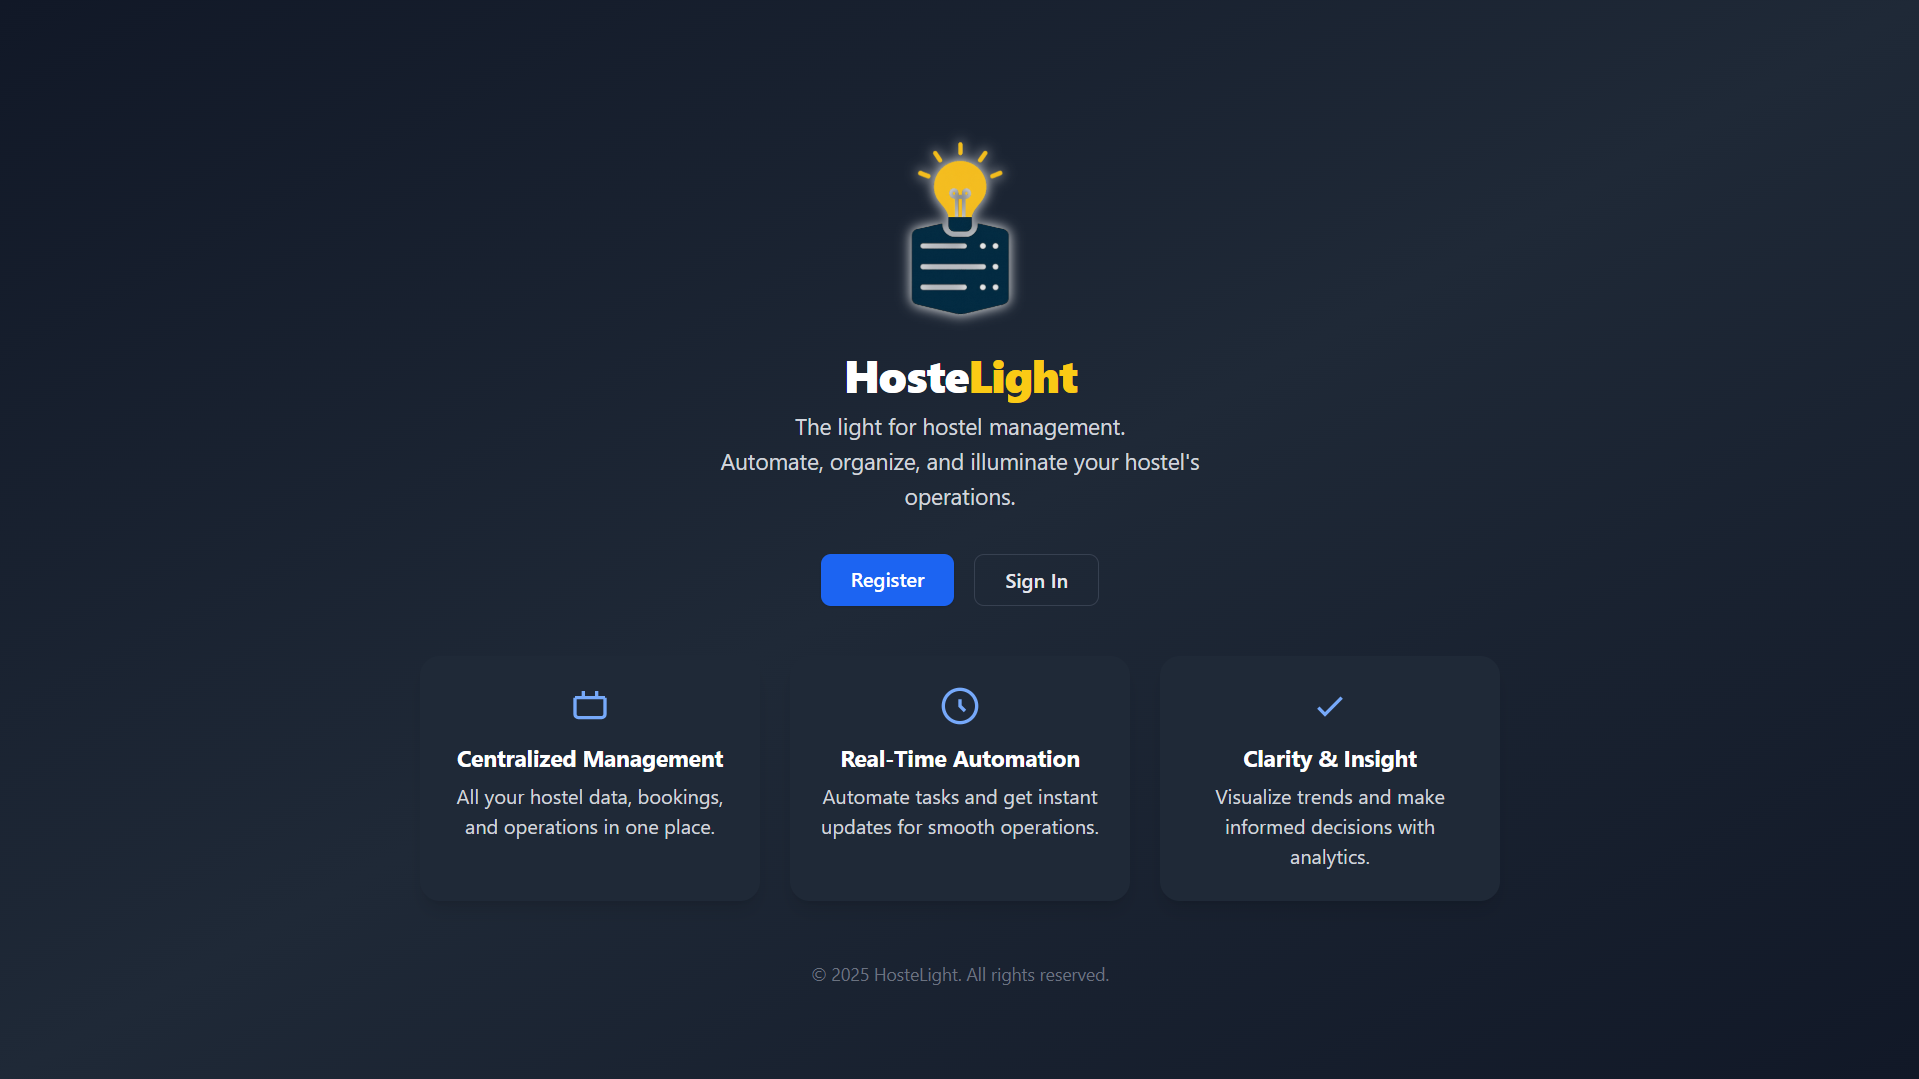 HosteLight
The light for hostel management.
Automate, organize, and illuminate your hostel's
operations.
Register
Sign In
Centralized Management
All your hostel data, bookings,
and operations in one place.
Real-Time Automation
Automate tasks and get instant
updates for smooth operations.
Clarity & Insight
Visualize trends and make
informed decisions with
analytics.
© 2025 HosteLight. All rights reserved.